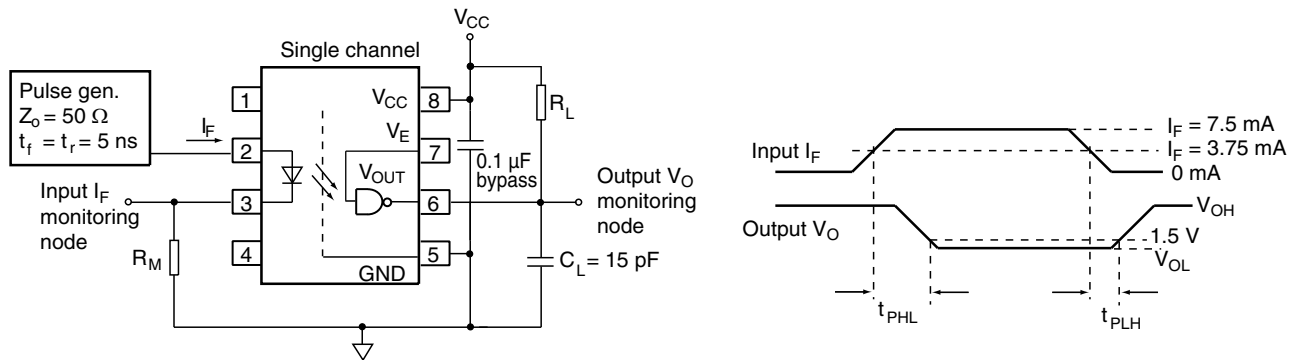 V_CC
Single channel
Pulse gen.
Z_o = 50 Ω
t_f = t_r = 5 ns
I_F
1
2
3
4
V_CC
V_E
V_OUT
GND
8
7
6
5
R_L
0.1 µF
bypass
Input I_F
monitoring
node
R_M
Output V_O
monitoring
node
C_L = 15 pF
Input I_F
I_F = 7.5 mA
I_F = 3.75 mA
0 mA
Output V_O
V_OH
1.5 V
V_OL
t_PHL
t_PLH